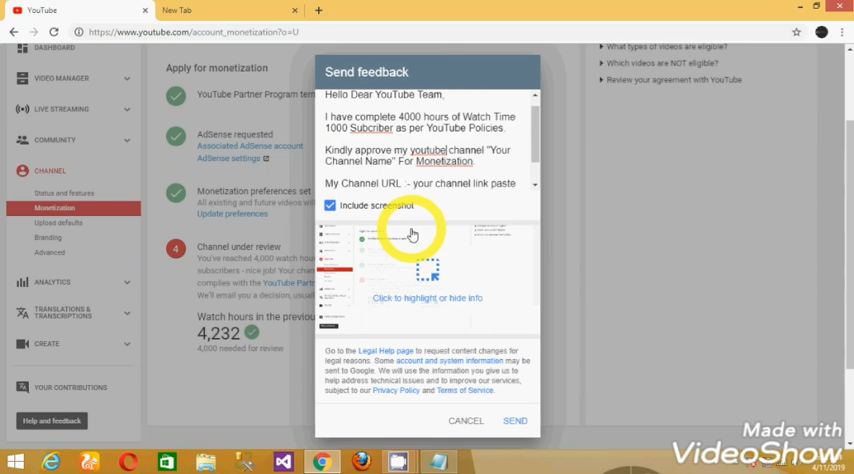 YouTube
New Tab
https://www.youtube.com/account_monetization?o=U
DASHBOARD
VIDEO MANAGER
LIVE STREAMING
COMMUNITY
CHANNEL
Status and features
Monetization
Upload defaults
Branding
Advanced
ANALYTICS
TRANSLATIONS &
TRANSCRIPTIONS
CREATE
YOUR CONTRIBUTIONS
Help and feedback
Apply for monetization
YouTube Partner Program term
AdSense requested
Associated AdSense account
AdSense settings
Monetization preferences set
All existing and future videos will
Update preferences
4
Channel under review
You've reached 4,000 watch hou
subscribers - nice job! Your chan
complies with the YouTube Partn
We'll email you a decision, usual
Watch hours in the previous
4,232
4,000 needed for review
Send feedback
Hello Dear YouTube Team,
I have complete 4000 hours of Watch Time
1000 Subcriber as per YouTube Policies.
Kindly approve my youtube channel "Your
Channel Name" For Monetization.
My Channel URL :- your channel link paste
Include screenshot
Click to highlight or hide info
Go to the Legal Help page to request content changes for
legal reasons. Some account and system information may be
sent to Google. We will use the information you give us to
help address technical issues and to improve our services,
subject to our Privacy Policy and Terms of Service.
CANCEL
SEND
What types of videos are eligible?
Which videos are NOT eligible?
Review your agreement with YouTube
Made with
VideoShow
4/11/2019